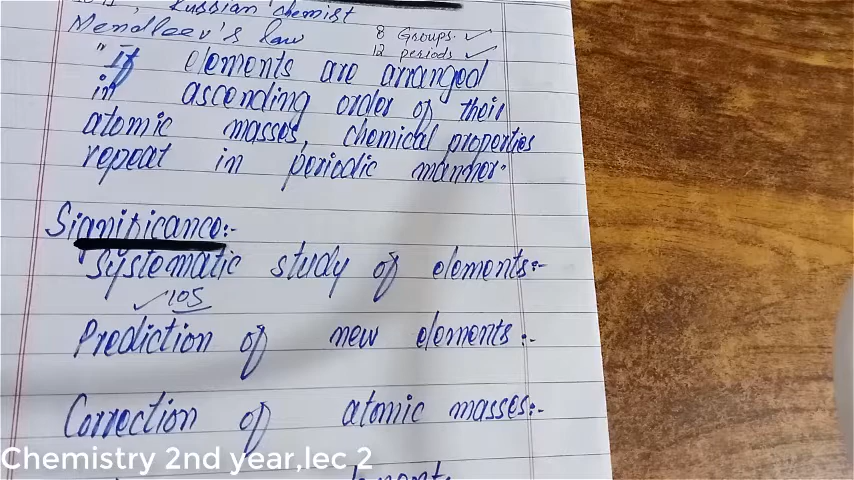 Russian chemist
Mendleev's law
8 Groups.
12 periods
"If elements are arranged
in ascending order of their
atomic masses, chemical properties
repeat in periodic manner.
Significance:-
Systematic study of elements:-
105
Prediction of new elements:-
Correction of atomic masses:-
Chemistry 2nd year,lec 2